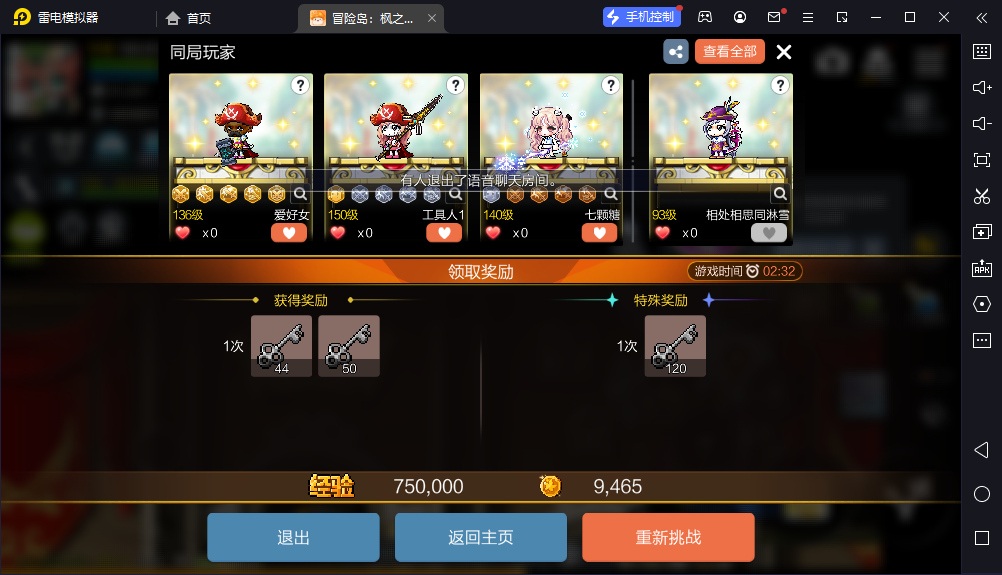 雷电模拟器
首页
冒险岛：枫之...
手机控制
同局玩家
查看全部
?
?
?
?
有人退出了语音聊天房间。
136级
爱好女
x0
150级
工具人1
x0
140级
七颗糖
x0
93级
相处相思同淋雪
x0
领取奖励
游戏时间 02:32
获得奖励
特殊奖励
1次
44
50
1次
120
经验
750,000
9,465
退出
返回主页
重新挑战
APK